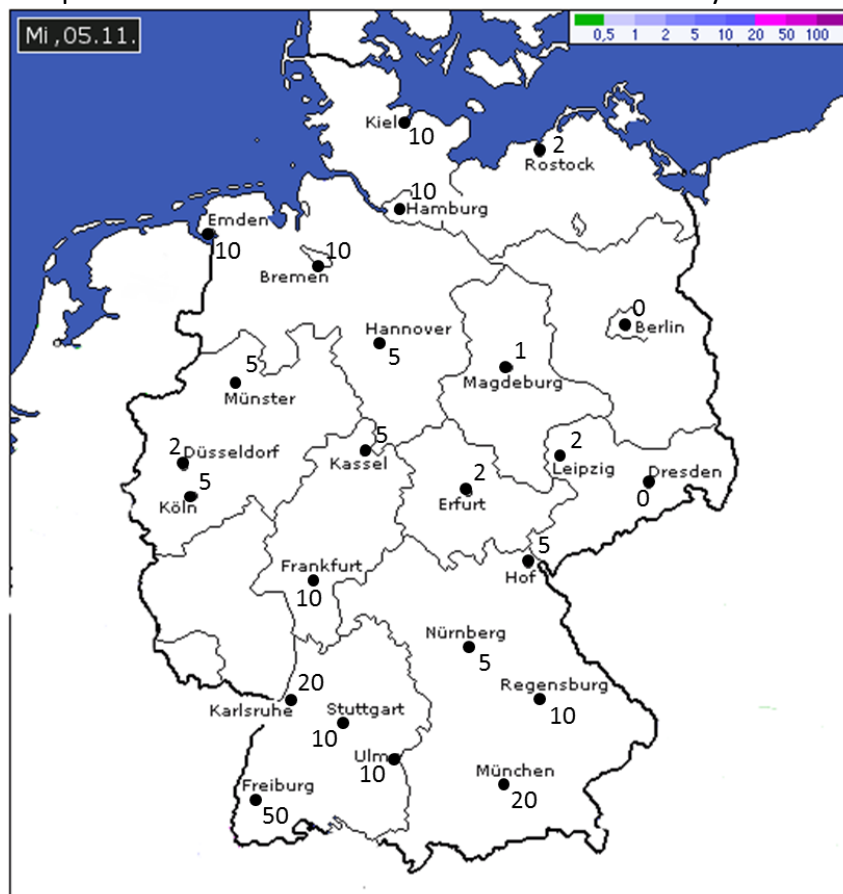 Mi ,05.11.
0,5 1 2 5 10 20 50 100
Kiel
10
2
Rostock
10
Hamburg
Emden
10
10
Bremen
0
Berlin
Hannover
5
1
Magdeburg
5
Münster
5
Kassel
2
Düsseldorf
5
Köln
2
Leipzig
Dresden
0
2
Erfurt
5
Hof
Frankfurt
10
Nürnberg
5
20
Karlsruhe
Regensburg
10
Stuttgart
10
Ulm
10
München
20
Freiburg
50